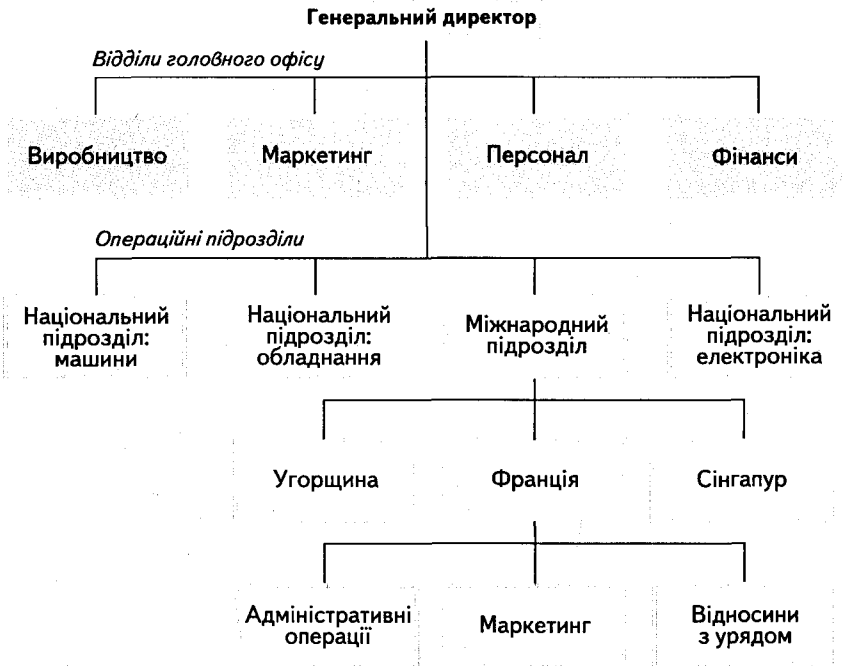 Генеральний директор
Відділи головного офісу
Виробництво
Маркетинг
Персонал
Фінанси
Операційні підрозділи
Національний
підрозділ:
машини
Національний
підрозділ:
обладнання
Міжнародний
підрозділ
Національний
підрозділ:
електроніка
Угорщина
Франція
Сінгапур
Адміністративні
операції
Маркетинг
Відносини
з урядом